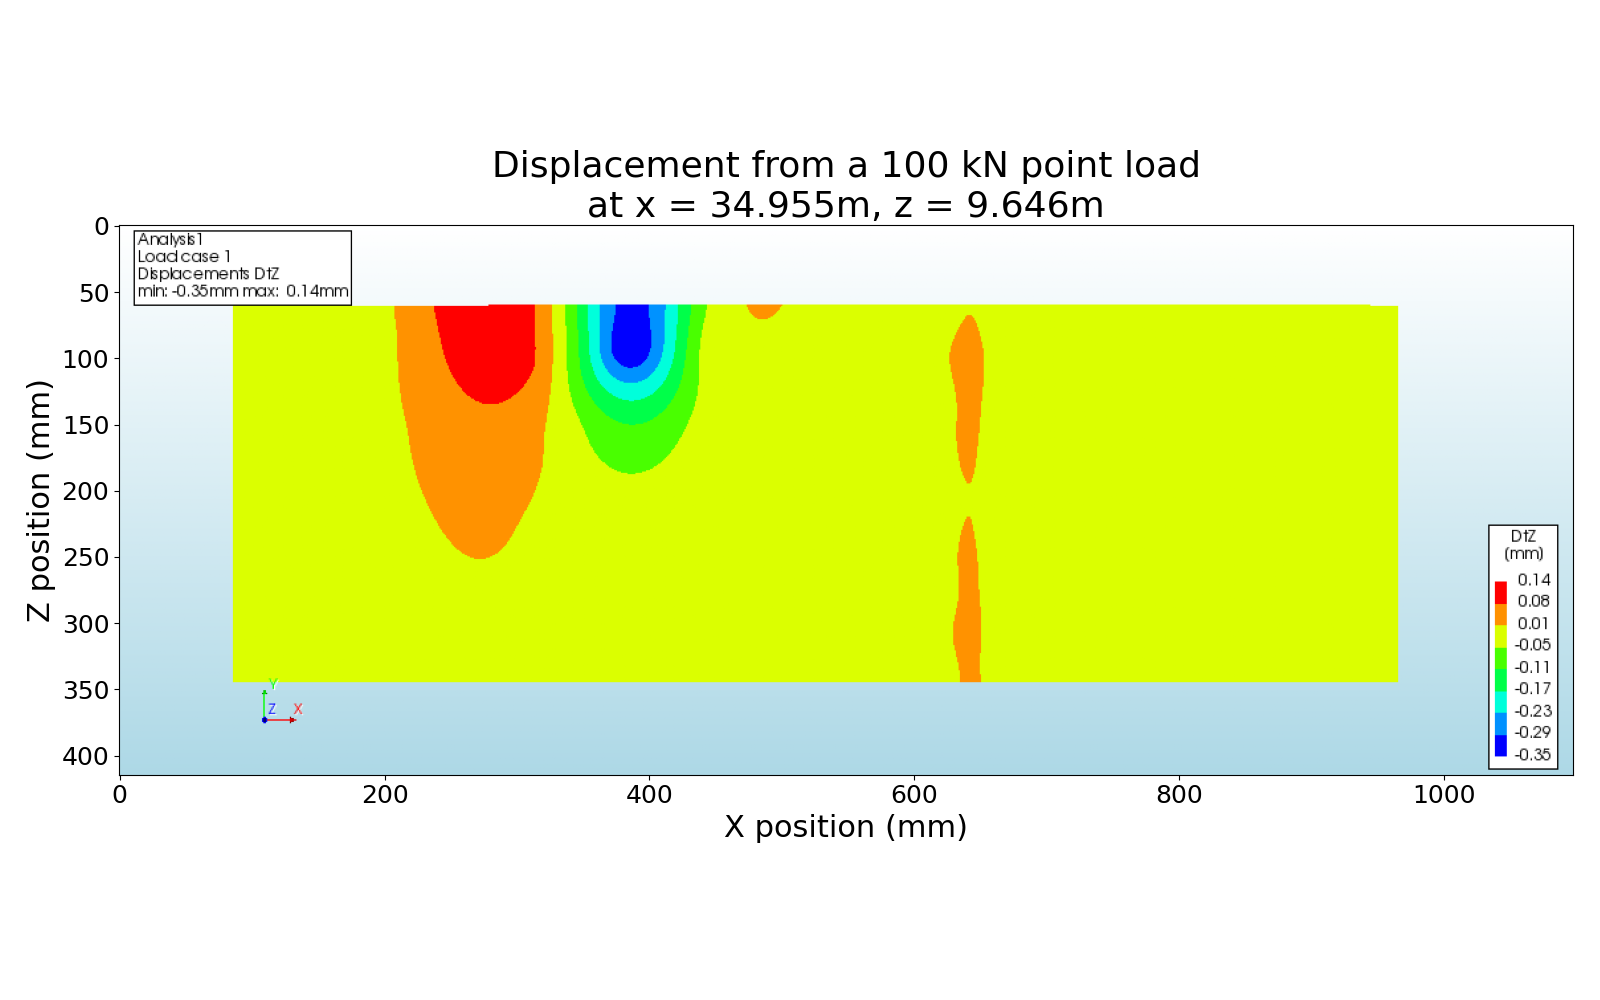 Displacement from a 100 kN point load
at x = 34.955m, z = 9.646m
Analysis1
Load case 1
Displacements DtZ
min: -0.35mm max: 0.14mm
0
50
100
150
200
250
300
350
400
Z position (mm)
Y
Z X
DtZ
(mm)
0.14
0.08
0.01
-0.05
-0.11
-0.17
-0.23
-0.29
-0.35
0 200 400 600 800 1000
X position (mm)